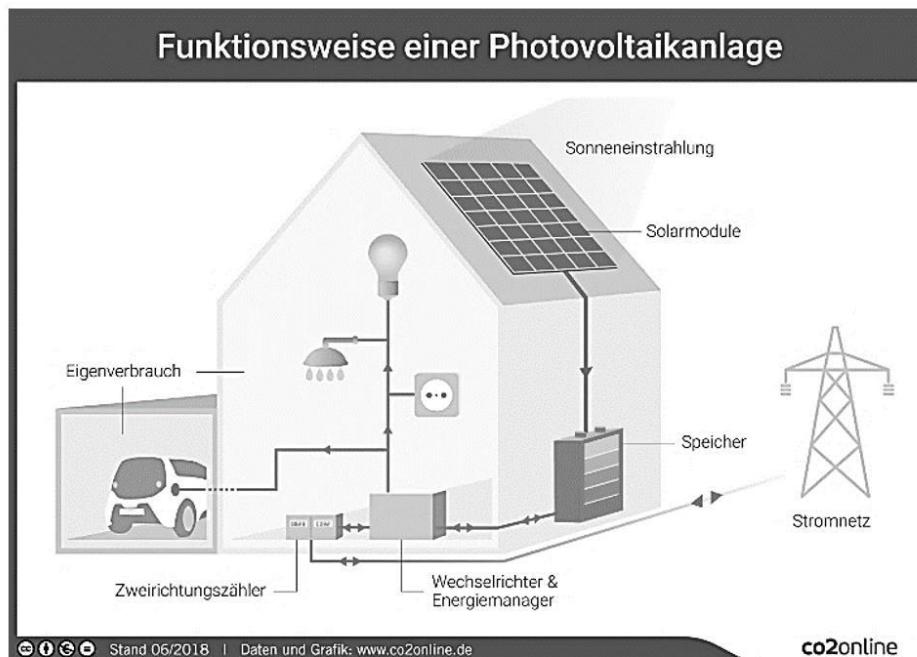 Funktionsweise einer Photovoltaikanlage
Sonneneinstrahlung
Solarmodule
Eigenverbrauch
Speicher
Stromnetz
Zweirichtungszähler
Wechselrichter &
Energiemanager
Stand 06/2018 | Daten und Grafik: www.co2online.de
co2online